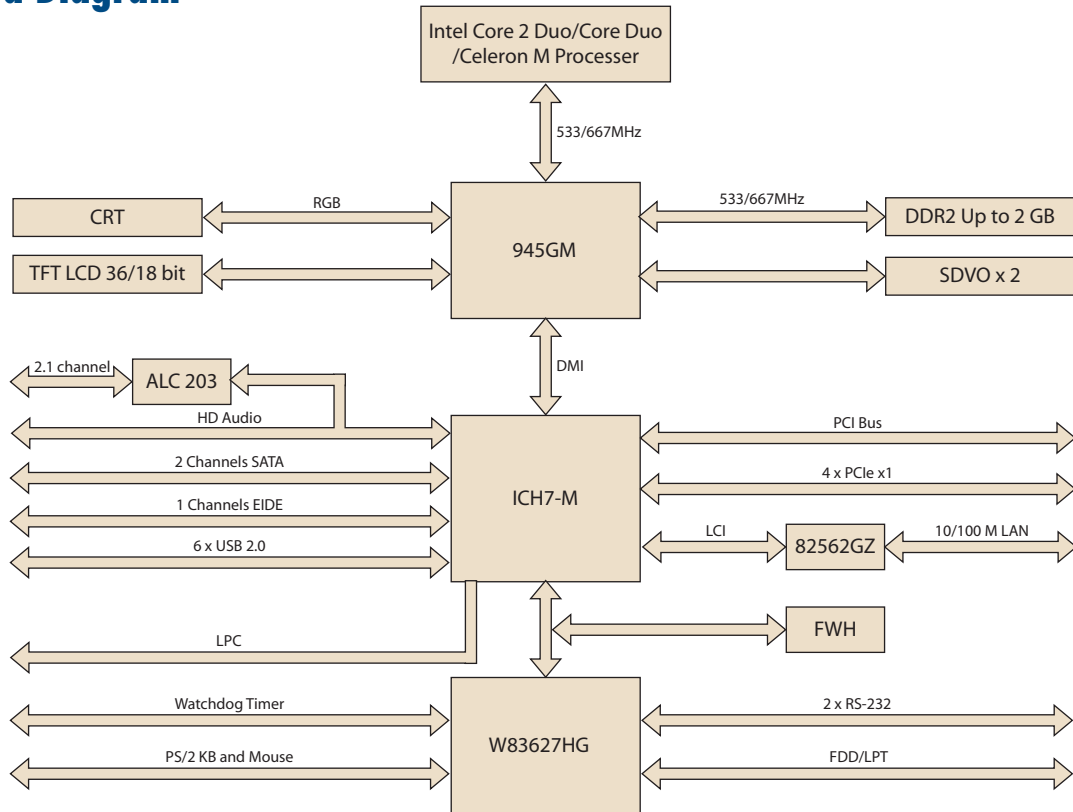 Diagram
Intel Core 2 Duo/Core Duo
/Celeron M Processer
533/667MHz
CRT
RGB
945GM
533/667MHz
DDR2 Up to 2 GB
TFT LCD 36/18 bit
SDVO x 2
DMI
2.1 channel
ALC 203
HD Audio
2 Channels SATA
1 Channels EIDE
6 x USB 2.0
ICH7-M
PCI Bus
4 x PCIe x1
LCI
82562GZ
10/100 M LAN
FWH
LPC
Watchdog Timer
PS/2 KB and Mouse
W83627HG
2 x RS-232
FDD/LPT